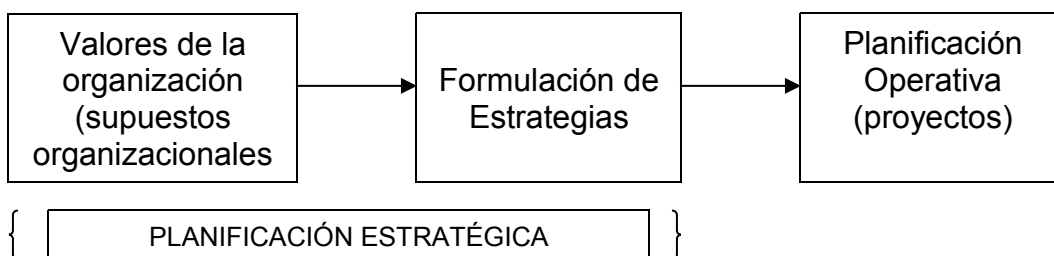 Valores de la
organización
(supuestos
organizacionales
Formulación de
Estrategias
Planificación
Operativa
(proyectos)
PLANIFICACIÓN ESTRATÉGICA